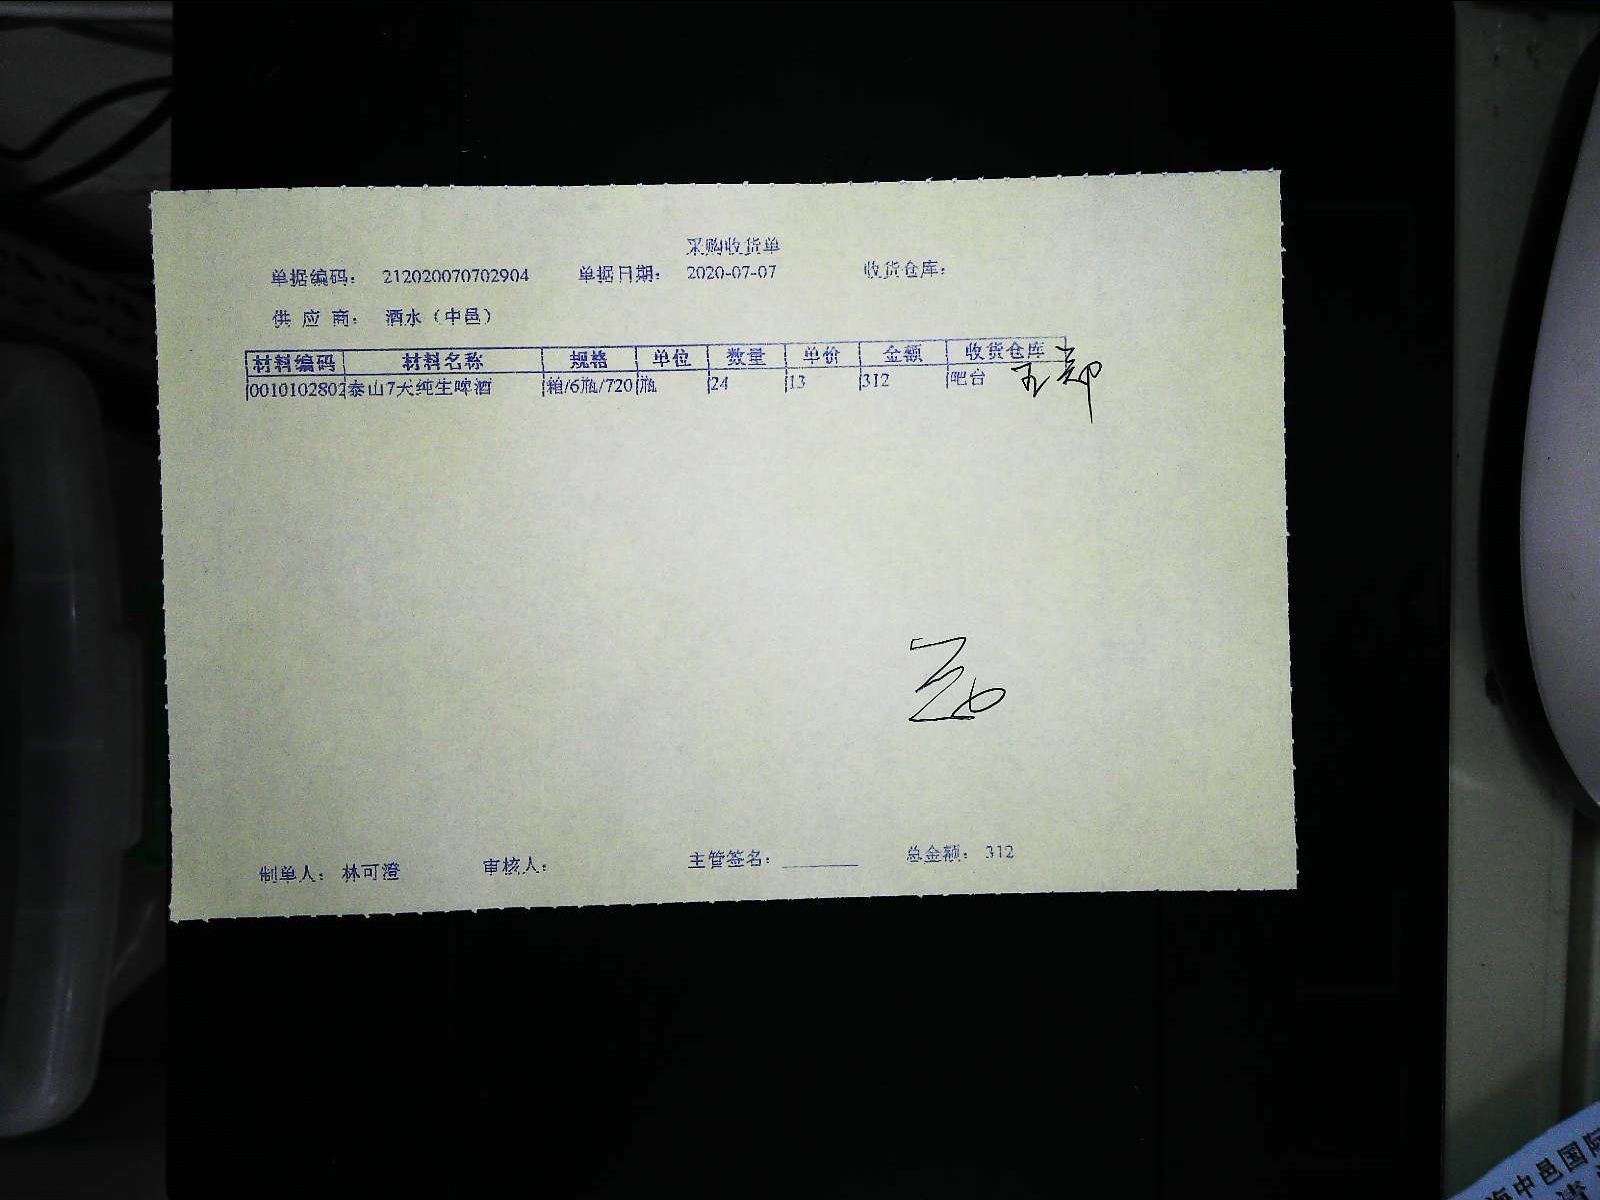 采购收货单
单据编码： 212020070702904 单据日期： 2020-07-07 收货仓库：
供 应 商： 酒水（中邑）
材料编码 材料名称 规格 单位 数量 单价 金额 收货仓库
0010102802 泰山7天纯生啤酒 箱/6瓶/720 瓶 24 13 312 吧台
制单人： 林可澄 审核人： 主管签名： 总金额： 312
中邑国际